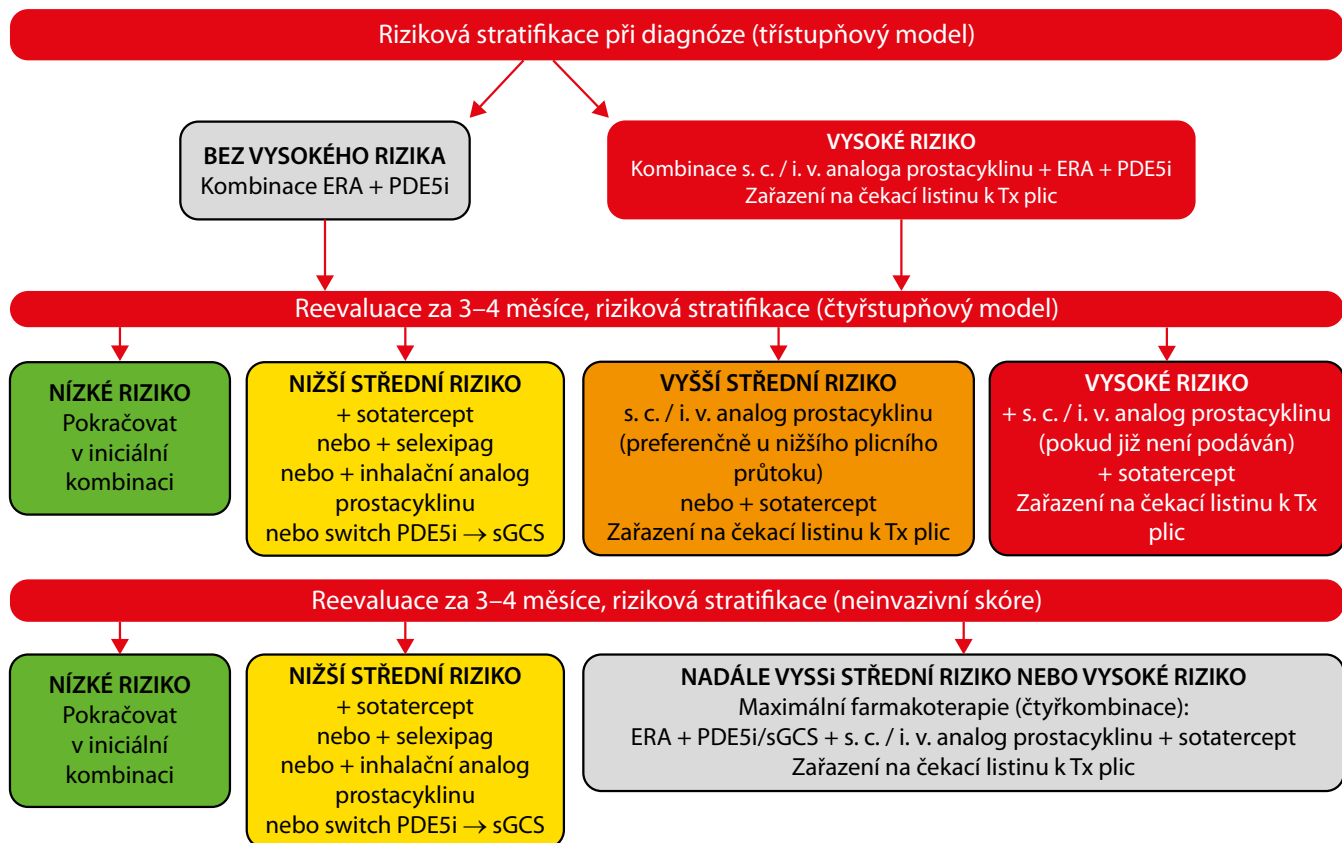 Riziková stratifikace při diagnóze (třístupňový model)
BEZ VYSOKÉHO RIZIKA
Kombinace ERA + PDE5i
VYSOKÉ RIZIKO
Kombinace s. c. / i. v. analoga prostacyklinu + ERA + PDE5i
Zařazení na čekací listinu k Tx plic
Reevaluace za 3–4 měsíce, riziková stratifikace (čtyřstupňový model)
NÍZKÉ RIZIKO
Pokračovat
v iniciální
kombinaci
NIŽŠÍ STŘEDNÍ RIZIKO
+ sotatercept
nebo + selexipag
nebo + inhalační analog
prostacyklinu
nebo switch PDE5i → sGCS
VYŠŠÍ STŘEDNÍ RIZIKO
s. c. / i. v. analog prostacyklinu
(preferenčně u nižšího plicního
průtoku)
nebo + sotatercept
Zařazení na čekací listinu k Tx plic
VYSOKÉ RIZIKO
+ s. c. / i. v. analog prostacyklinu
(pokud již není podáván)
+ sotatercept
Zařazení na čekací listinu k Tx
plic
Reevaluace za 3–4 měsíce, riziková stratifikace (neinvazivní skóre)
NÍZKÉ RIZIKO
Pokračovat
v iniciální
kombinaci
NIŽŠÍ STŘEDNÍ RIZIKO
+ sotatercept
nebo + selexipag
nebo + inhalační analog
prostacyklinu
nebo switch PDE5i → sGCS
NADÁLE VYSSi STŘEDNÍ RIZIKO NEBO VYSOKÉ RIZIKO
Maximální farmakoterapie (čtyřkombinace):
ERA + PDE5i/sGCS + s. c. / i. v. analog prostacyklinu + sotatercept
Zařazení na čekací listinu k Tx plic